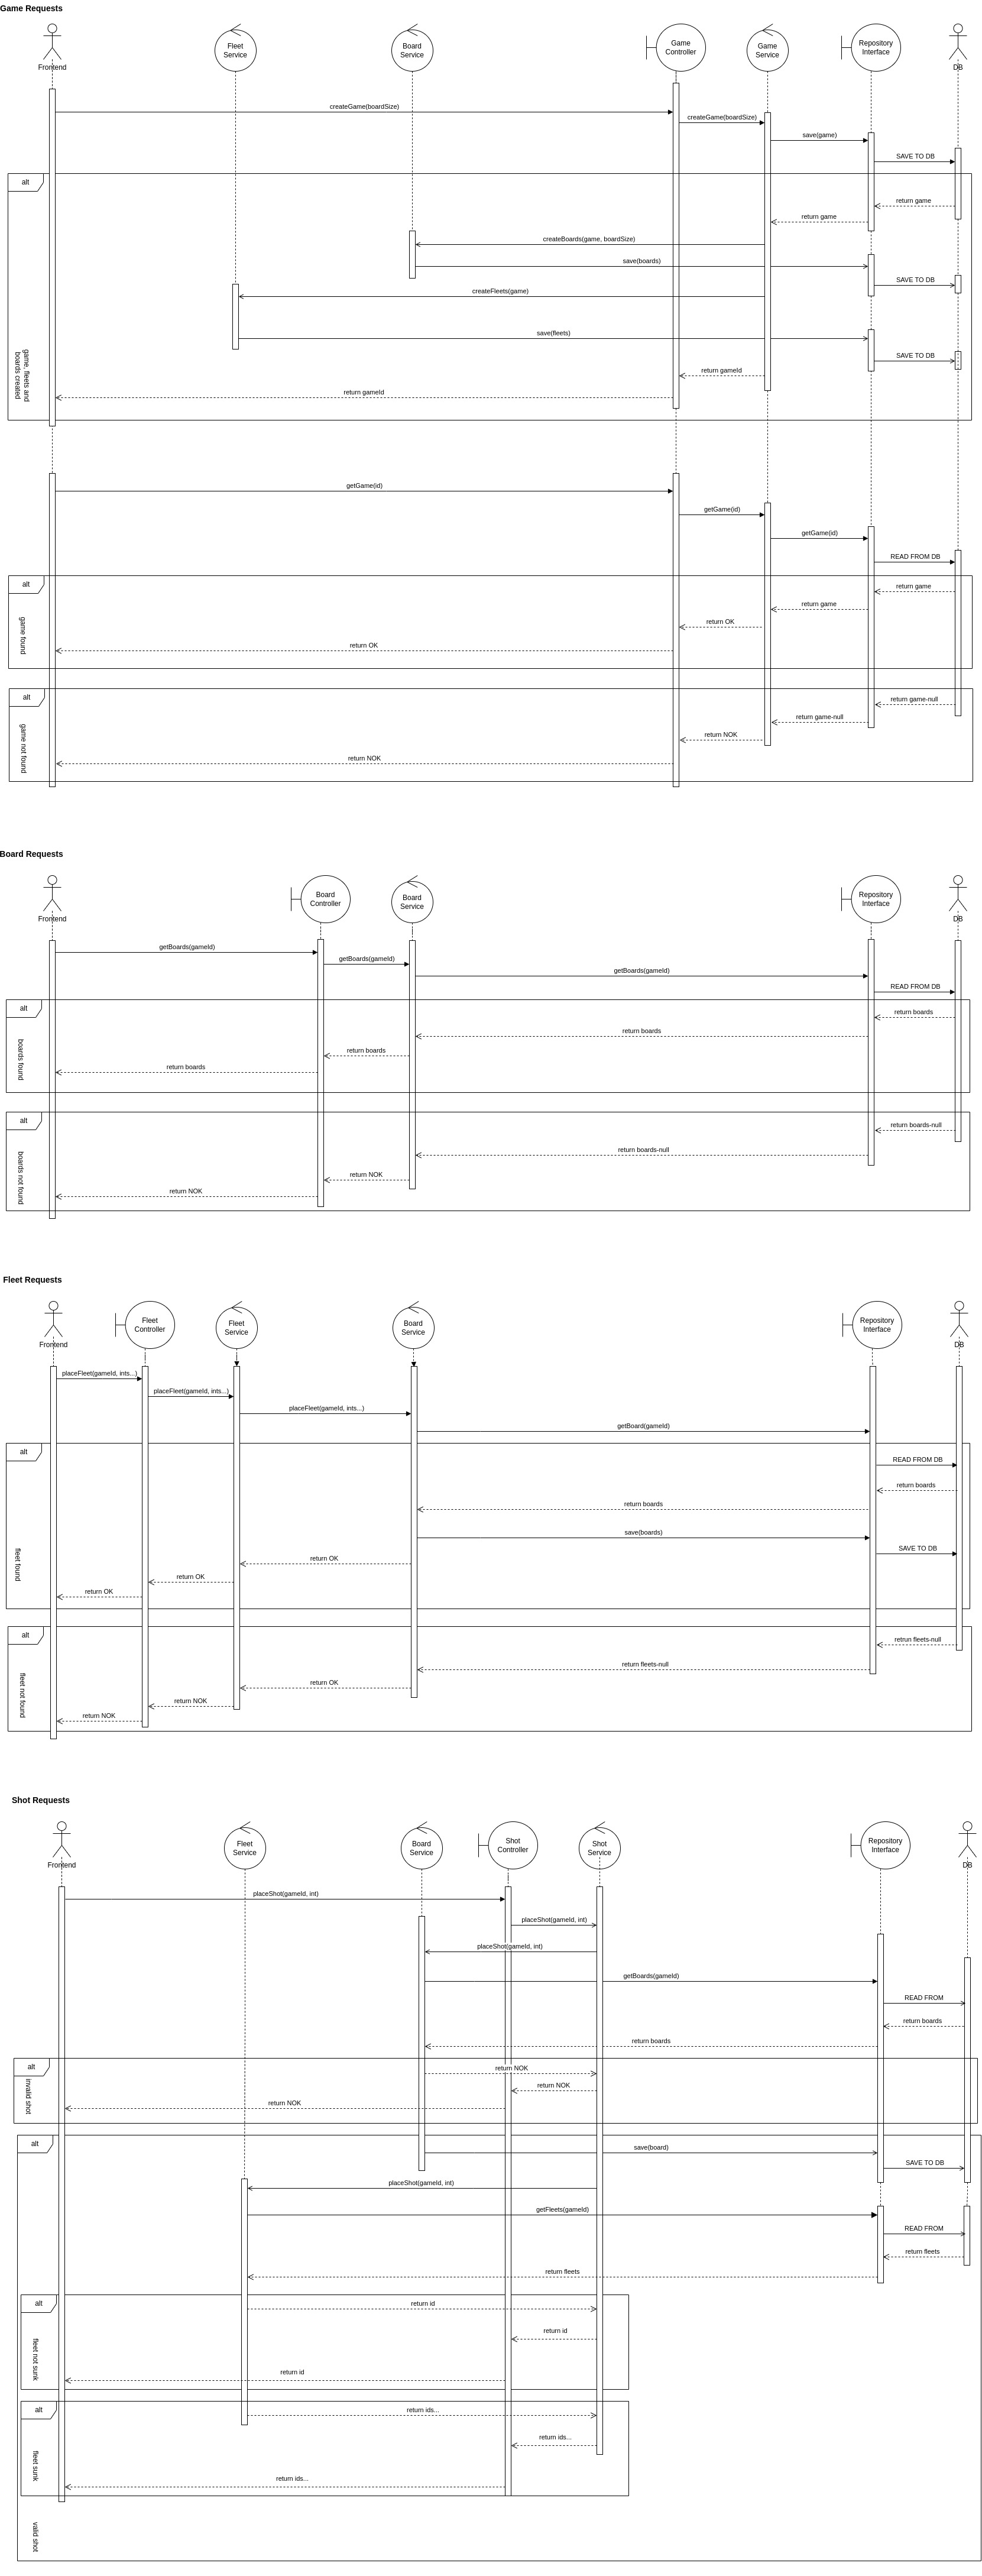 Game Requests
Frontend
Fleet
Service
Board
Service
Game
Controller
Game
Service
Repository
Interface
DB
createGame(boardSize)
createGame(boardSize)
save(game)
SAVE TO DB
alt
return game
return game
createBoards(game, boardSize)
save(boards)
SAVE TO DB
createFleets(game)
save(fleets)
SAVE TO DB
game, fleets and
boards created
return gameId
return gameId
getGame(id)
getGame(id)
getGame(id)
READ FROM DB
alt
return game
return game
game found
return OK
return OK
alt
return game-null
return game-null
game not found
return NOK
return NOK
Board Requests
Frontend
Board
Controller
Board
Service
Repository
Interface
DB
getBoards(gameId)
getBoards(gameId)
getBoards(gameId)
READ FROM DB
alt
return boards
return boards
boards found
return boards
return boards
alt
return boards-null
return boards-null
boards not found
return NOK
return NOK
Fleet Requests
Frontend
Fleet
Controller
Fleet
Service
Board
Service
Repository
Interface
DB
placeFleet(gameId, ints...)
placeFleet(gameId, ints...)
placeFleet(gameId, ints...)
getBoard(gameId)
alt
READ FROM DB
return boards
return boards
save(boards)
SAVE TO DB
fleet found
return OK
return OK
return OK
alt
retrun fleets-null
return fleets-null
fleet not found
return OK
return NOK
return NOK
Shot Requests
Frontend
Fleet
Service
Board
Service
Shot
Controller
Shot
Service
Repository
Interface
DB
placeShot(gameId, int)
placeShot(gameId, int)
placeShot(gameId, int)
getBoards(gameId)
READ FROM
return boards
return boards
alt
invalid shot
return NOK
return NOK
return NOK
alt
save(board)
SAVE TO DB
placeShot(gameId, int)
getFleets(gameId)
READ FROM
return fleets
return fleets
alt
return id
return id
fleet not sunk
return id
alt
return ids...
return ids...
fleet sunk
return ids...
valid shot